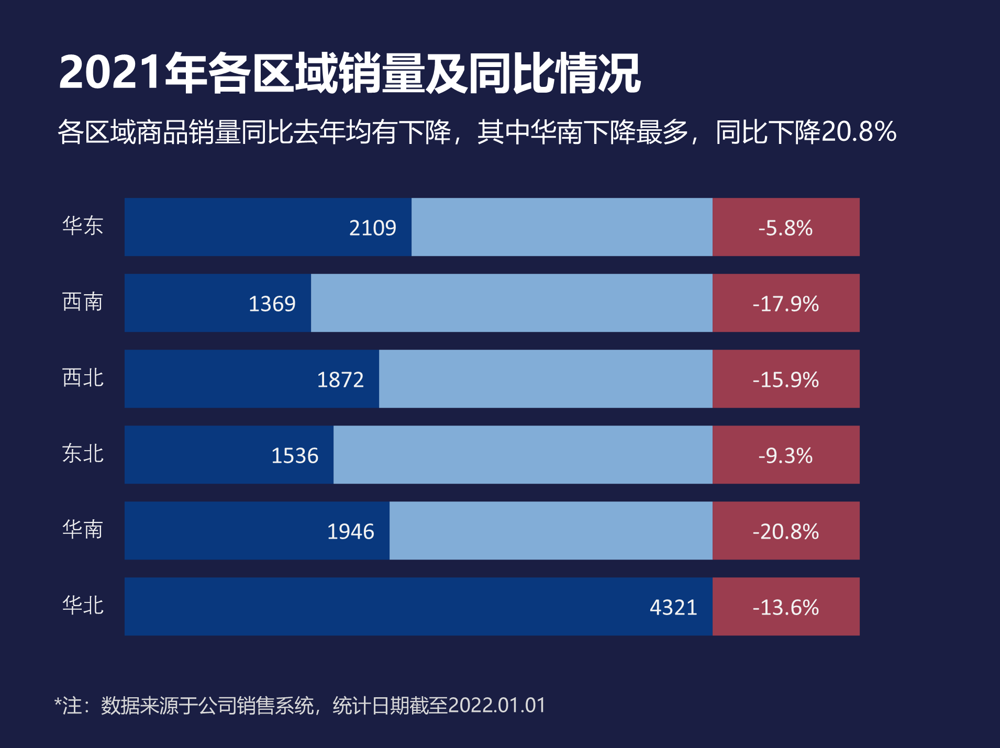 2021年各区域销量及同比情况
各区域商品销量同比去年均有下降，其中华南下降最多，同比下降20.8%
华东 2109 -5.8%
西南 1369 -17.9%
西北 1872 -15.9%
东北 1536 -9.3%
华南 1946 -20.8%
华北 4321 -13.6%
*注：数据来源于公司销售系统，统计日期截至2022.01.01